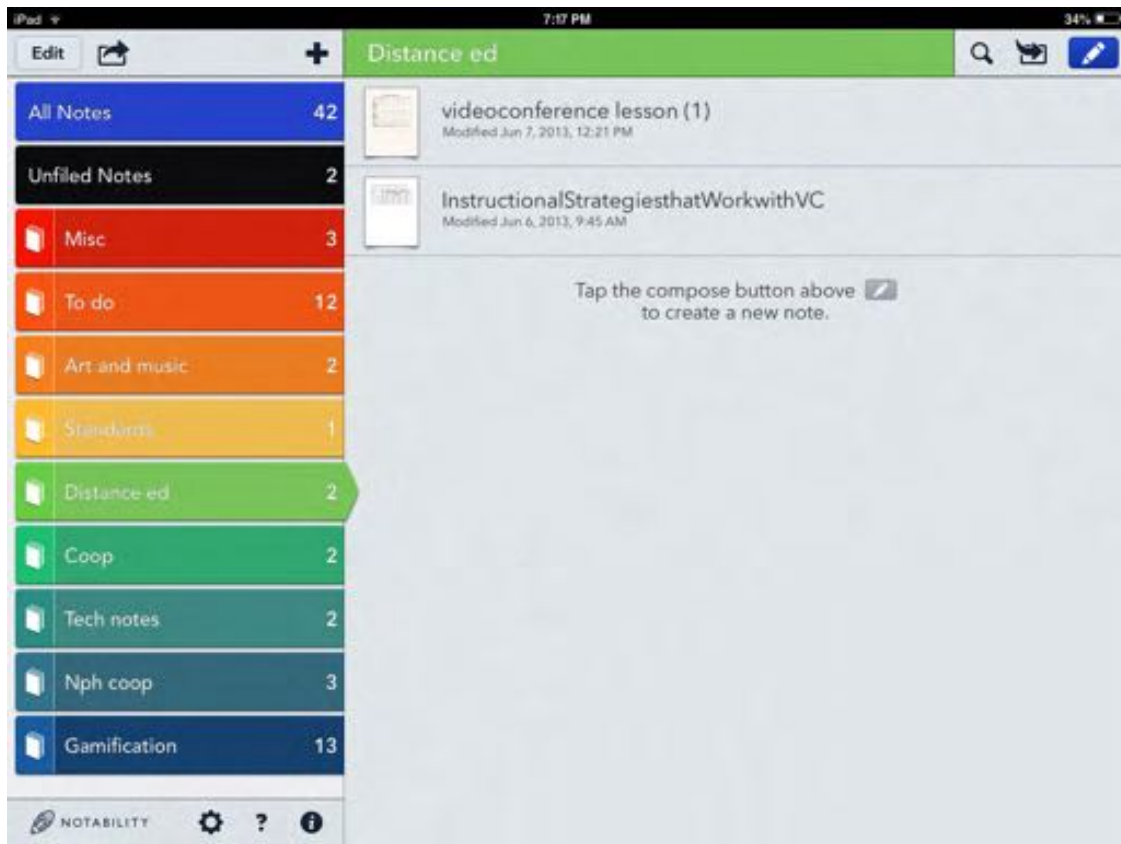 iPad 7:17 PM 34%
Edit
Distance ed
All Notes 42
Unfiled Notes 2
Misc 3
To do 12
Art and music 2
Standards 1
Distance ed 2
Coop 2
Tech notes 2
Nph coop 3
Gamification 13
NOTABILITY ?
videoconference lesson (1)
Modified Jun 7, 2013, 12:21 PM
InstructionalStrategiesthatWorkwithVC
Modified Jun 6, 2013, 9:45 AM
Tap the compose button above
to create a new note.